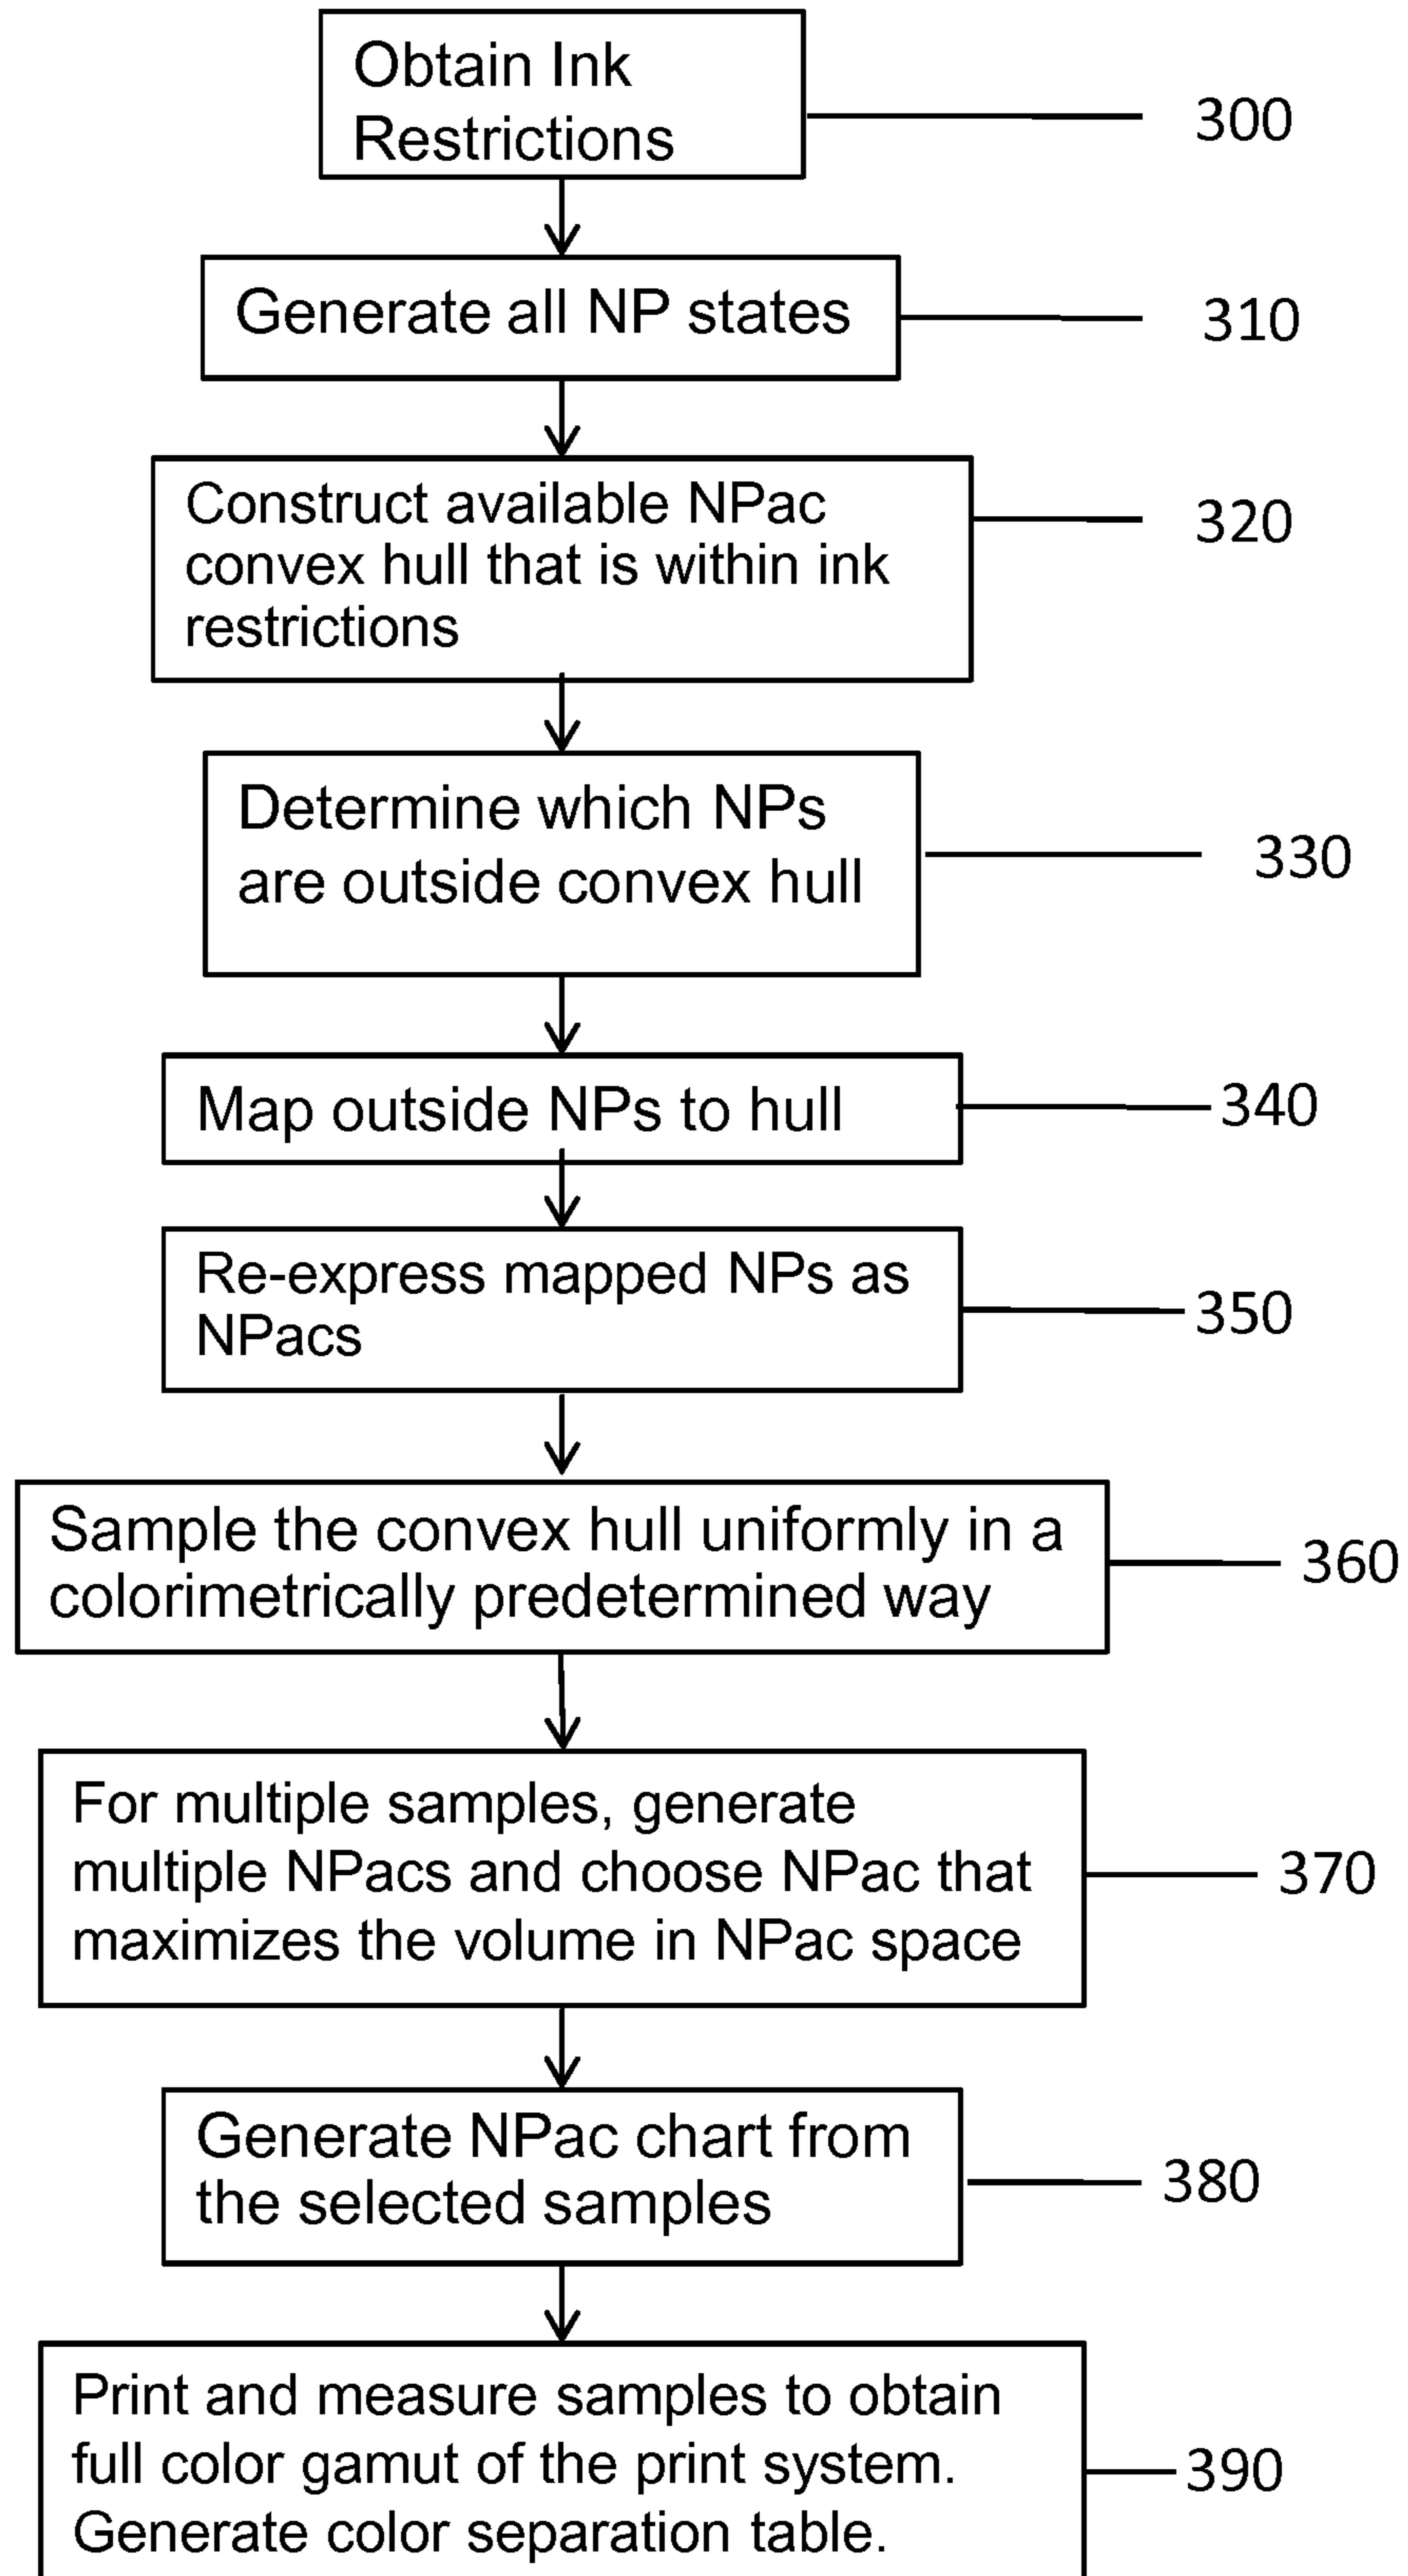 Obtain Ink
Restrictions
300
Generate all NP states
310
Construct available NPac
convex hull that is within ink
restrictions
320
Determine which NPs
are outside convex hull
330
Map outside NPs to hull
340
Re-express mapped NPs as
NPacs
350
Sample the convex hull uniformly in a
colorimetrically predetermined way
360
For multiple samples, generate
multiple NPacs and choose NPac that
maximizes the volume in NPac space
370
Generate NPac chart from
the selected samples
380
Print and measure samples to obtain
full color gamut of the print system.
Generate color separation table.
390